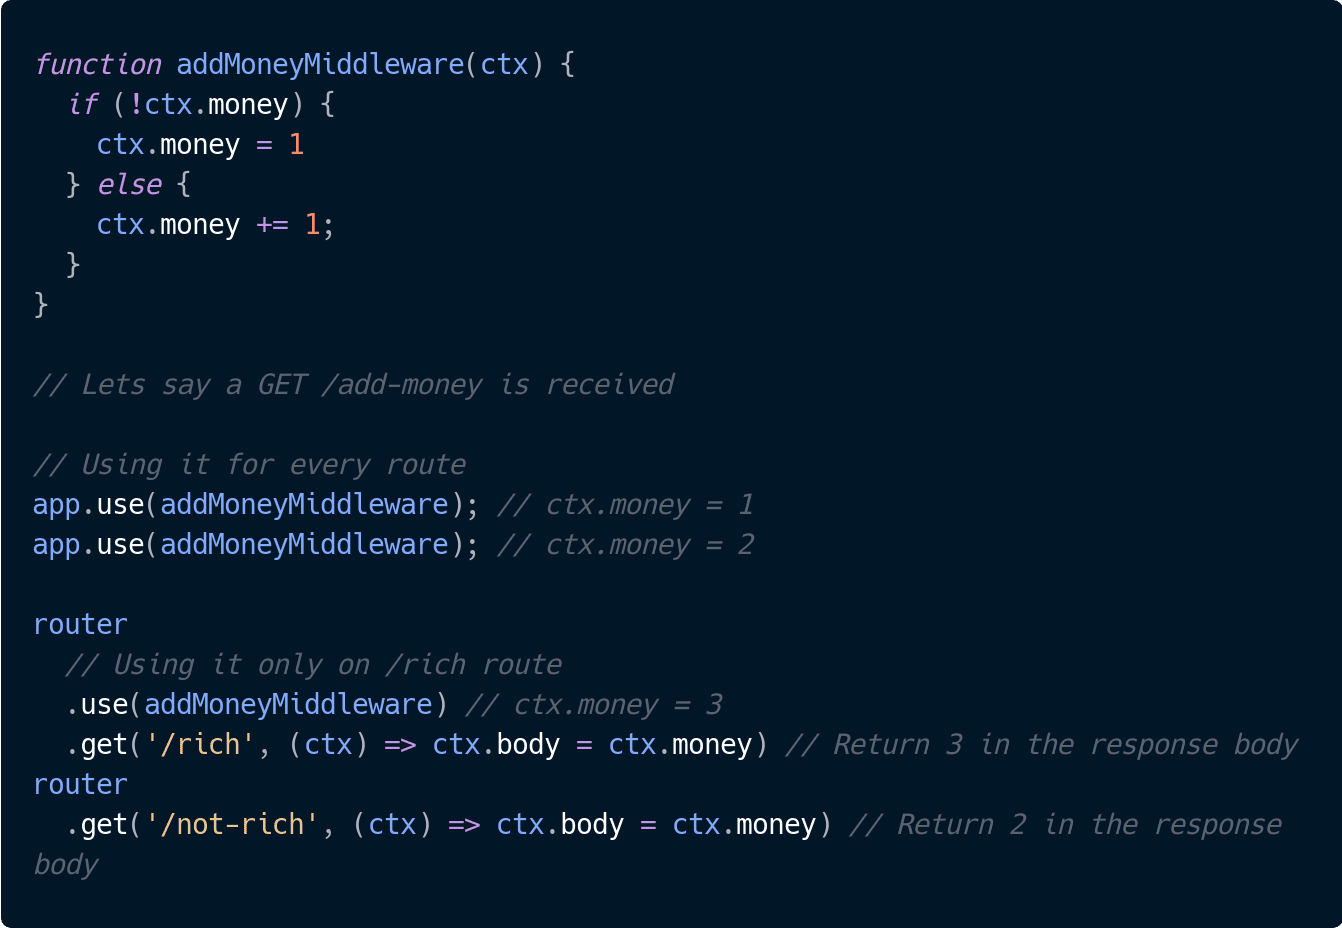 function addMoneyMiddleware(ctx) {
  if (!ctx.money) {
    ctx.money = 1
  } else {
    ctx.money += 1;
  }
}

// Lets say a GET /add-money is received

// Using it for every route
app.use(addMoneyMiddleware); // ctx.money = 1
app.use(addMoneyMiddleware); // ctx.money = 2

router
  // Using it only on /rich route
  .use(addMoneyMiddleware) // ctx.money = 3
  .get('/rich', (ctx) => ctx.body = ctx.money) // Return 3 in the response body
router
  .get('/not-rich', (ctx) => ctx.body = ctx.money) // Return 2 in the response
body